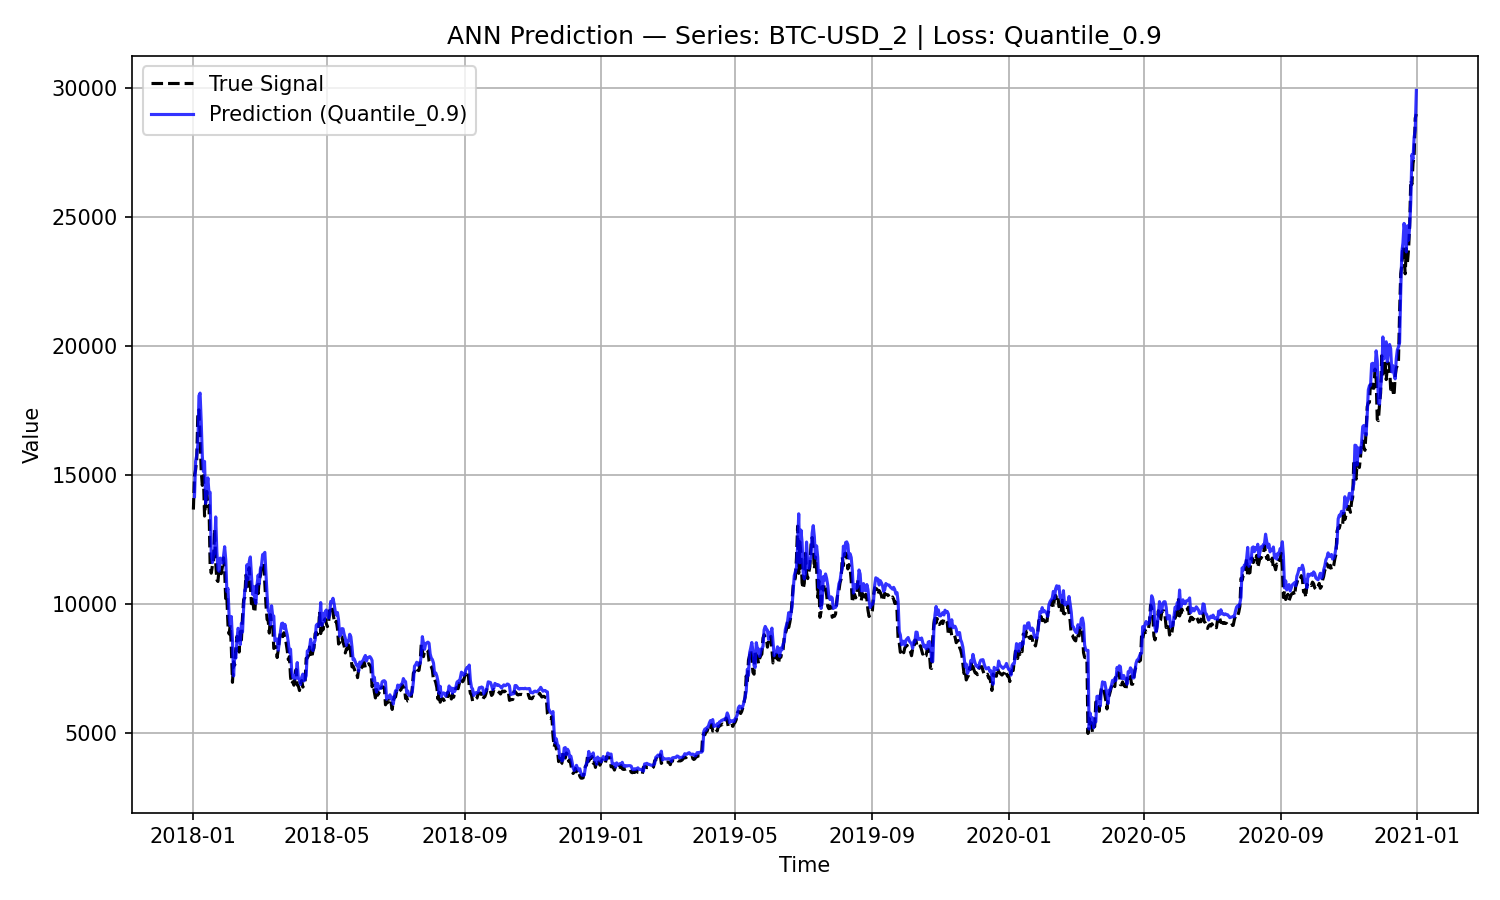 ANN Prediction — Series: BTC-USD_2 | Loss: Quantile_0.9
True Signal
Prediction (Quantile_0.9)
30000
25000
20000
15000
10000
5000
Value
2018-01 2018-05 2018-09 2019-01 2019-05 2019-09 2020-01 2020-05 2020-09 2021-01
Time